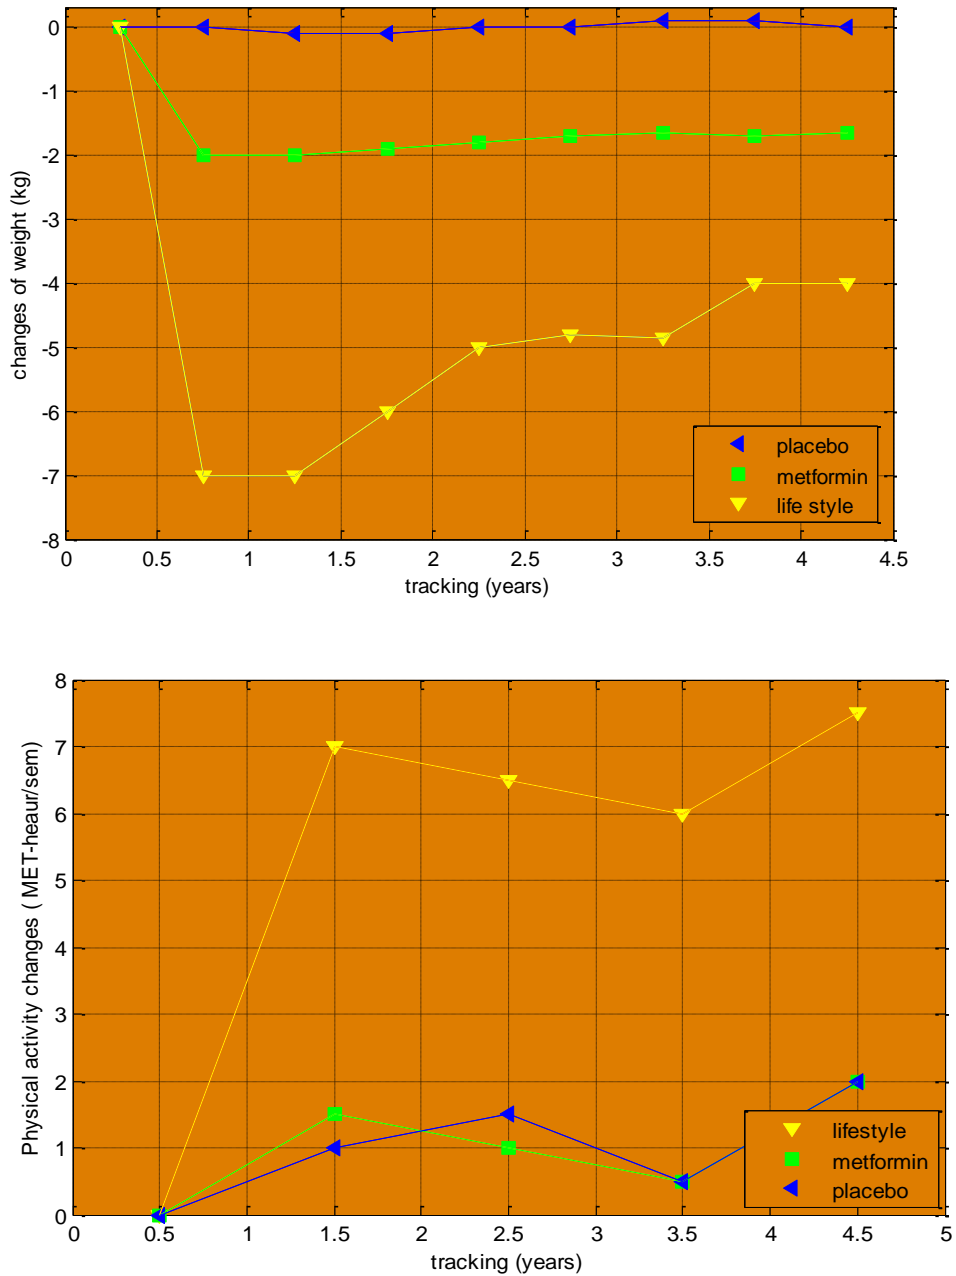 0
-1
-2
-3
-4
-5
-6
-7
-8
changes of weight (kg)
placebo
metformin
life style
0 0.5 1 1.5 2 2.5 3 3.5 4 4.5
tracking (years)
8
7
6
5
4
3
2
1
0
Physical activity changes ( MET-heaur/sem)
lifestyle
metformin
placebo
0 0.5 1 1.5 2 2.5 3 3.5 4 4.5 5
tracking (years)